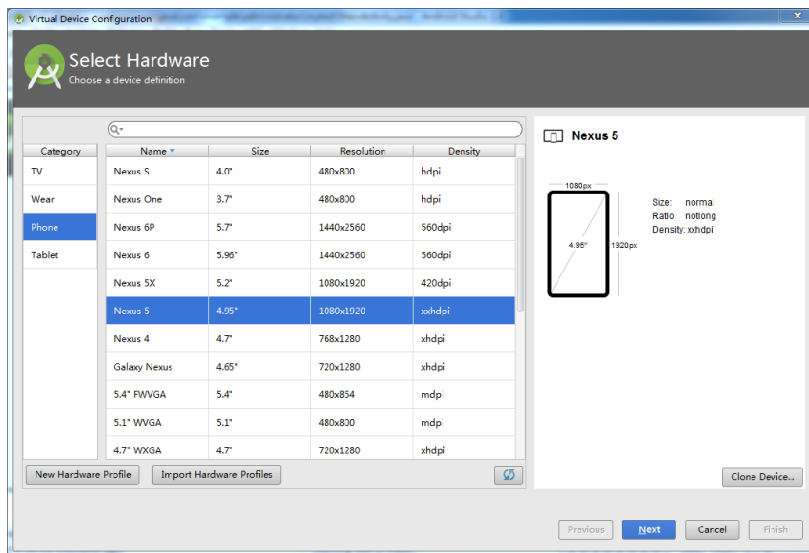 Virtual Device Configuration
Select Hardware
Choose a device definition
Category Name Size Resolution Density
TV Nexus S 4.0" 480x800 hdpi
Wear Nexus One 3.7" 480x800 hdpi
Phone Nexus 6P 5.7" 1440x2560 560dpi
Tablet Nexus 6 5.96" 1440x2560 560dpi
Nexus 5X 5.2" 1080x1920 420dpi
Nexus 5 4.95" 1080x1920 xxhdpi
Nexus 4 4.7" 768x1280 xhdpi
Galaxy Nexus 4.65" 720x1280 xhdpi
5.4" FWVGA 5.4" 480x854 mdpi
5.1" WVGA 5.1" 480x800 mdpi
4.7" WXGA 4.7" 720x1280 xhdpi
New Hardware Profile Import Hardware Profiles
Nexus 5
1080px
4.95" 1920px
Size: normal
Ratio: notlong
Density: xxhdpi
Clone Device...
Previous Next Cancel Finish